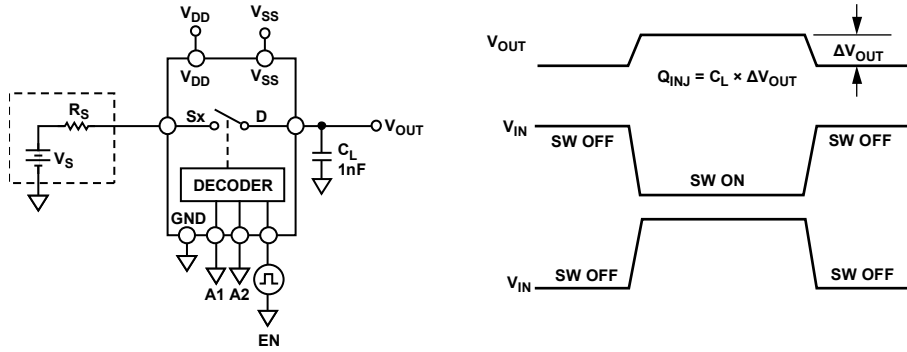 VDD
VSS
VDD
VSS
RS
Sx
D
VOUT
VS
CL
1nF
DECODER
GND
A1
A2
EN
VOUT
ΔVOUT
QINJ = CL × ΔVOUT
VIN
SW OFF
SW OFF
SW ON
SW OFF
SW OFF
VIN